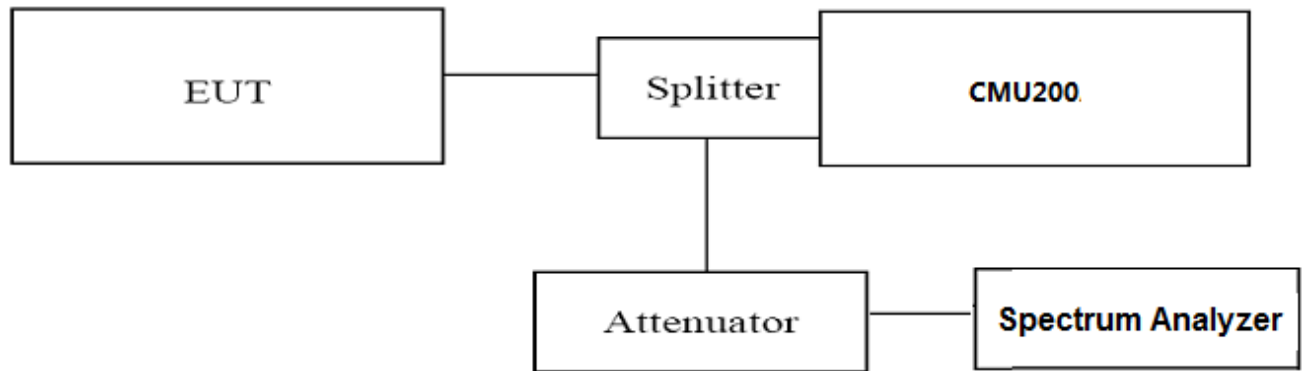 EUT
Splitter
CMU200
Attenuator
Spectrum Analyzer